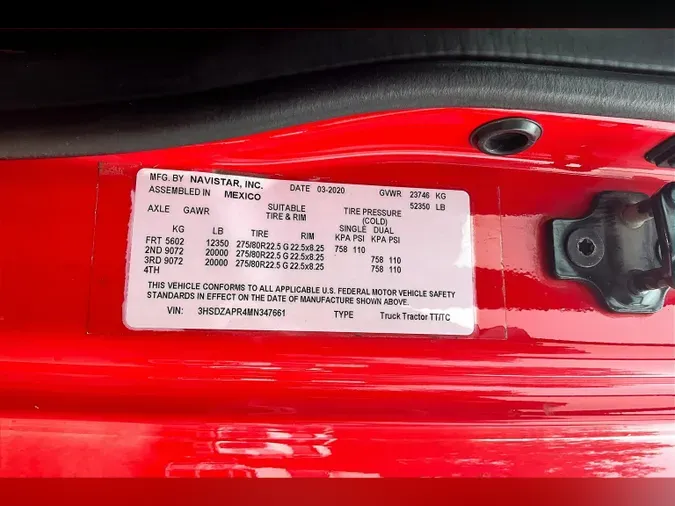 MFG. BY NAVISTAR, INC. DATE 03-2020 GVWR 23746 KG
ASSEMBLED IN MEXICO 52350 LB
AXLE GAWR SUITABLE TIRE PRESSURE
TIRE & RIM (COLD)
SINGLE DUAL
KG LB TIRE RIM KPA PSI KPA PSI
FRT 5602 12350 275/80R22.5 G 22.5x8.25 758 110
2ND 9072 20000 275/80R22.5 G 22.5x8.25 758 110
3RD 9072 20000 275/80R22.5 G 22.5x8.25 758 110
4TH
THIS VEHICLE CONFORMS TO ALL APPLICABLE U.S. FEDERAL MOTOR VEHICLE SAFETY
STANDARDS IN EFFECT ON THE DATE OF MANUFACTURE SHOWN ABOVE.
VIN: 3HSDZAPR4MN347661 TYPE Truck Tractor TT/TC